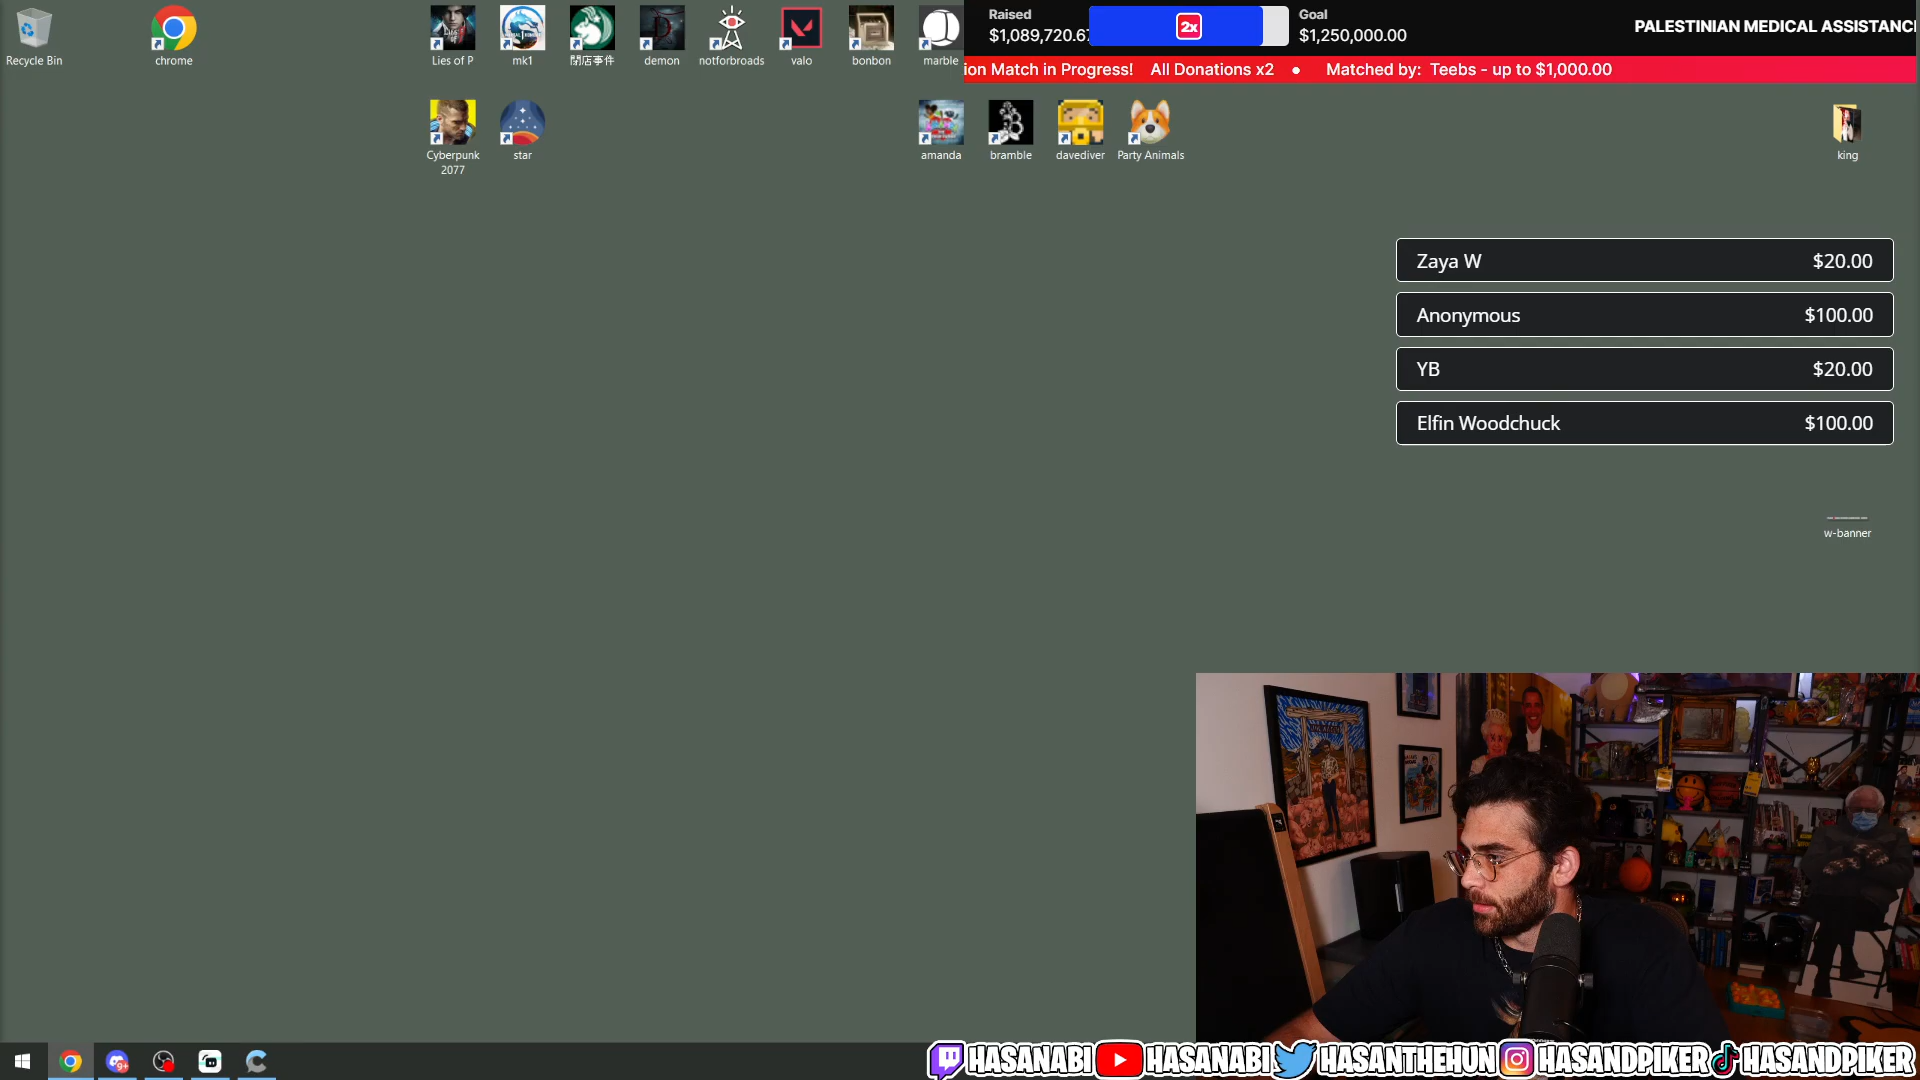 Raised
$1,089,720.67
2x
Goal
$1,250,000.00
PALESTINIAN MEDICAL ASSISTANC
ion Match in Progress! All Donations x2 • Matched by: Teebs - up to $1,000.00
Recycle Bin
chrome
Lies of P
mk1
閉店事件
demon
notforbroads
valo
bonbon
marble
Cyberpunk
2077
star
amanda
bramble
davediver
Party Animals
king
Zaya W $20.00
Anonymous $100.00
YB $20.00
Elfin Woodchuck $100.00
w-banner
9+
HASANABI HASANABI HASANTHEHUN HASANDPIKER HASANDPIKER